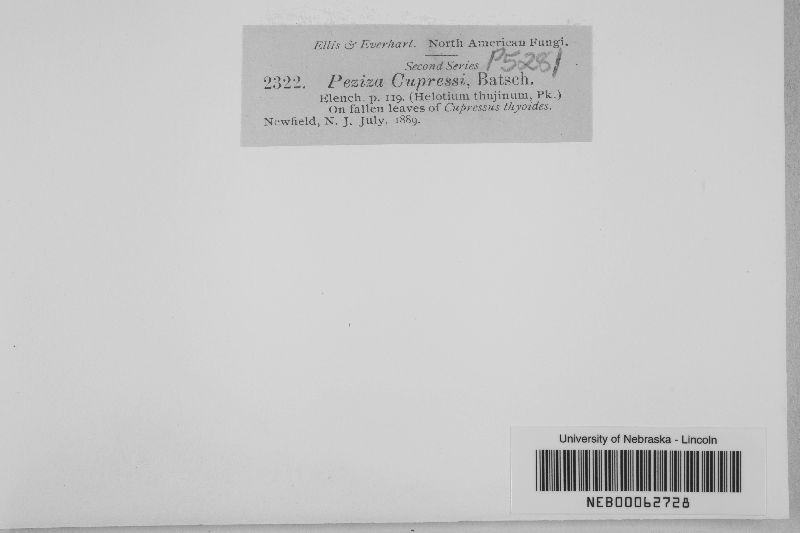 Ellis & Everhart. North American Fungi.
Second Series P5281
2322. Peziza Cupressi, Batsch.
Elench. p. 119. (Helotium thujinum, Pk.)
On fallen leaves of Cupressus thyoides.
Newfield, N. J. July, 1889.
University of Nebraska - Lincoln
NEB00062728